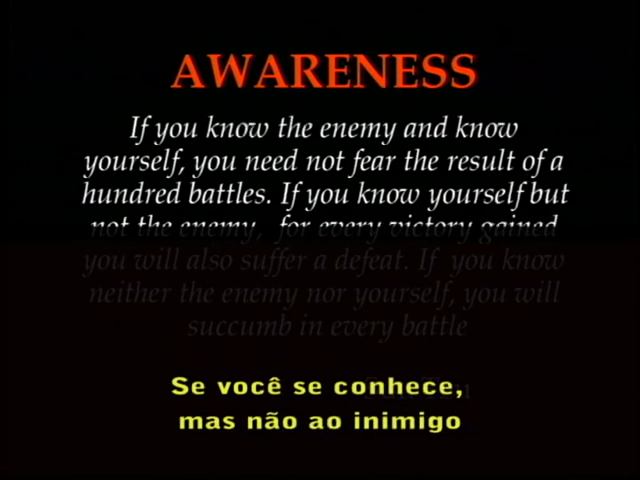 AWARENESS
If you know the enemy and know
yourself, you need not fear the result of a
hundred battles. If you know yourself but
not the enemy, for every victory gained
you will also suffer a defeat. If you know
neither the enemy nor yourself, you will
succumb in every battle
Se você se conhece,
mas não ao inimigo